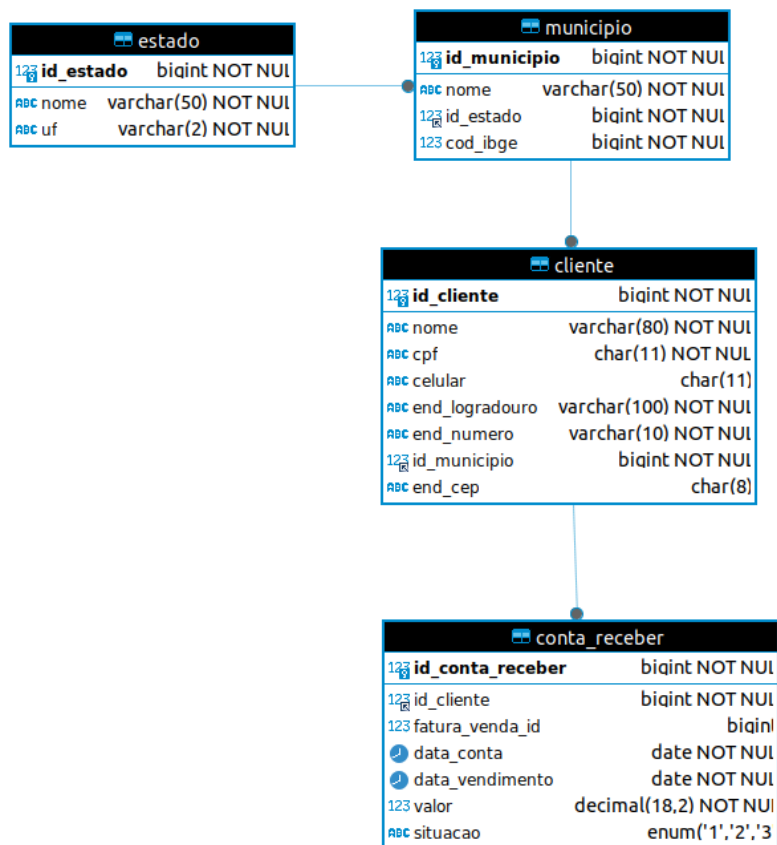 estado
id_estado bigint NOT NUL
nome varchar(50) NOT NUL
uf varchar(2) NOT NUL
municipio
id_municipio bigint NOT NUL
nome varchar(50) NOT NUL
id_estado bigint NOT NUL
cod_ibge bigint NOT NUL
cliente
id_cliente bigint NOT NUL
nome varchar(80) NOT NUL
cpf char(11) NOT NUL
celular char(11)
end_logradouro varchar(100) NOT NUL
end_numero varchar(10) NOT NUL
id_municipio bigint NOT NUL
end_cep char(8)
conta_receber
id_conta_receber bigint NOT NUL
id_cliente bigint NOT NUL
fatura_venda_id bigint
data_conta date NOT NUL
data_vendimento date NOT NUL
valor decimal(18,2) NOT NUL
situacao enum('1','2','3